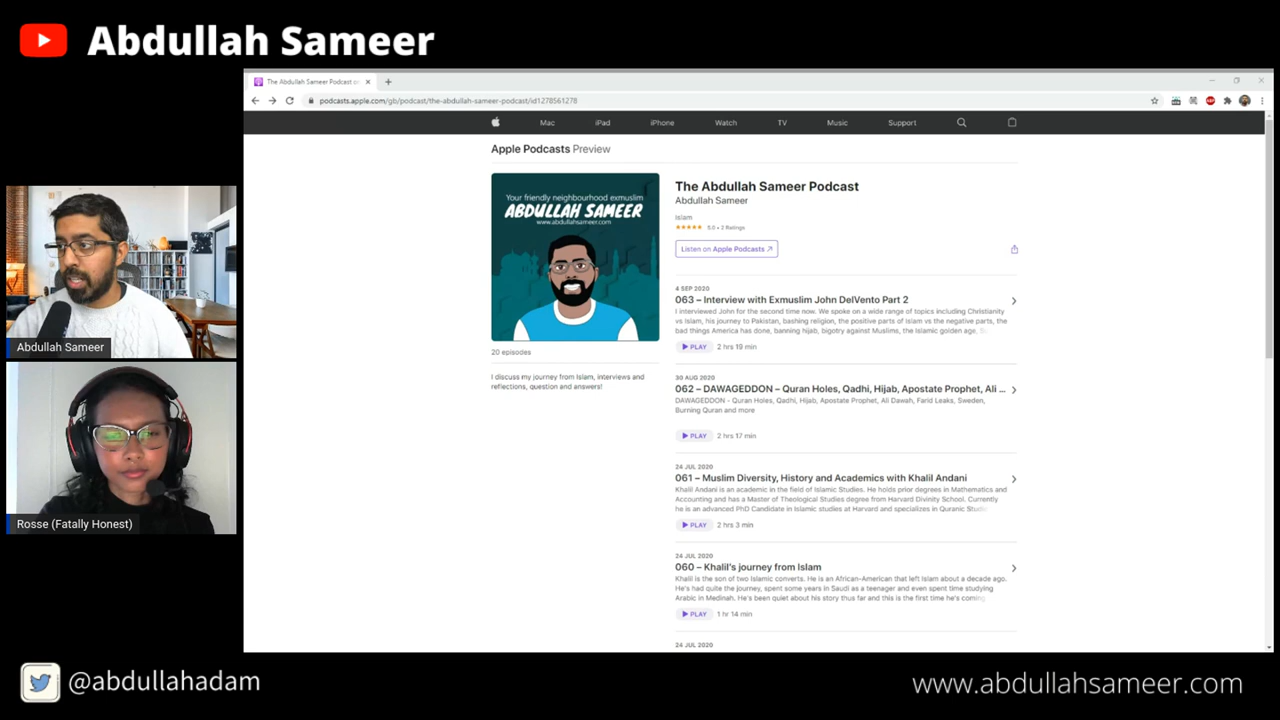 Abdullah Sameer
The Abdullah Sameer Podcast o
podcasts.apple.com/gb/podcast/the-abdullah-sameer-podcast/id1278561278
Mac iPad iPhone Watch TV Music Support
Apple Podcasts Preview
Your friendly neighbourhood exmuslim
ABDULLAH SAMEER
www.abdullahsameer.com
20 episodes
I discuss my journey from Islam, interviews and
reflections, question and answers!
The Abdullah Sameer Podcast
Abdullah Sameer
Islam
★★★★★ 5.0 • 2 Ratings
Listen on Apple Podcasts ↗
4 SEP 2020
063 – Interview with Exmuslim John DelVento Part 2
I interviewed John for the second time now. We spoke on a wide range of topics including Christianity
vs Islam, his journey to Pakistan, bashing religion, the positive parts of Islam vs the negative parts, the
bad things America has done, banning hijab, bigotry against Muslims, the Islamic golden age,
PLAY 2 hrs 19 min
30 AUG 2020
062 – DAWAGEDDON – Quran Holes, Qadhi, Hijab, Apostate Prophet, Ali ...
DAWAGEDDON - Quran Holes, Qadhi, Hijab, Apostate Prophet, Ali Dawah, Farid Leaks, Sweden,
Burning Quran and more
PLAY 2 hrs 17 min
24 JUL 2020
061 – Muslim Diversity, History and Academics with Khalil Andani
Khalil Andani is an academic in the field of Islamic Studies. He holds prior degrees in Mathematics and
Accounting and has a Master of Theological Studies degree from Harvard Divinity School. Currently
he is an advanced PhD Candidate in Islamic studies at Harvard and specializes in Quranic Studi
PLAY 2 hrs 3 min
24 JUL 2020
060 – Khalil's journey from Islam
Khalil is the son of two Islamic converts. He is an African-American that left Islam about a decade ago.
He's had quite the journey, spent some years in Saudi as a teenager and even spent time studying
Arabic in Medinah. He's been quiet about his story thus far and this is the first time he's coming
PLAY 1 hr 14 min
24 JUL 2020
Abdullah Sameer
Rosse (Fatally Honest)
@abdullahadam
www.abdullahsameer.com